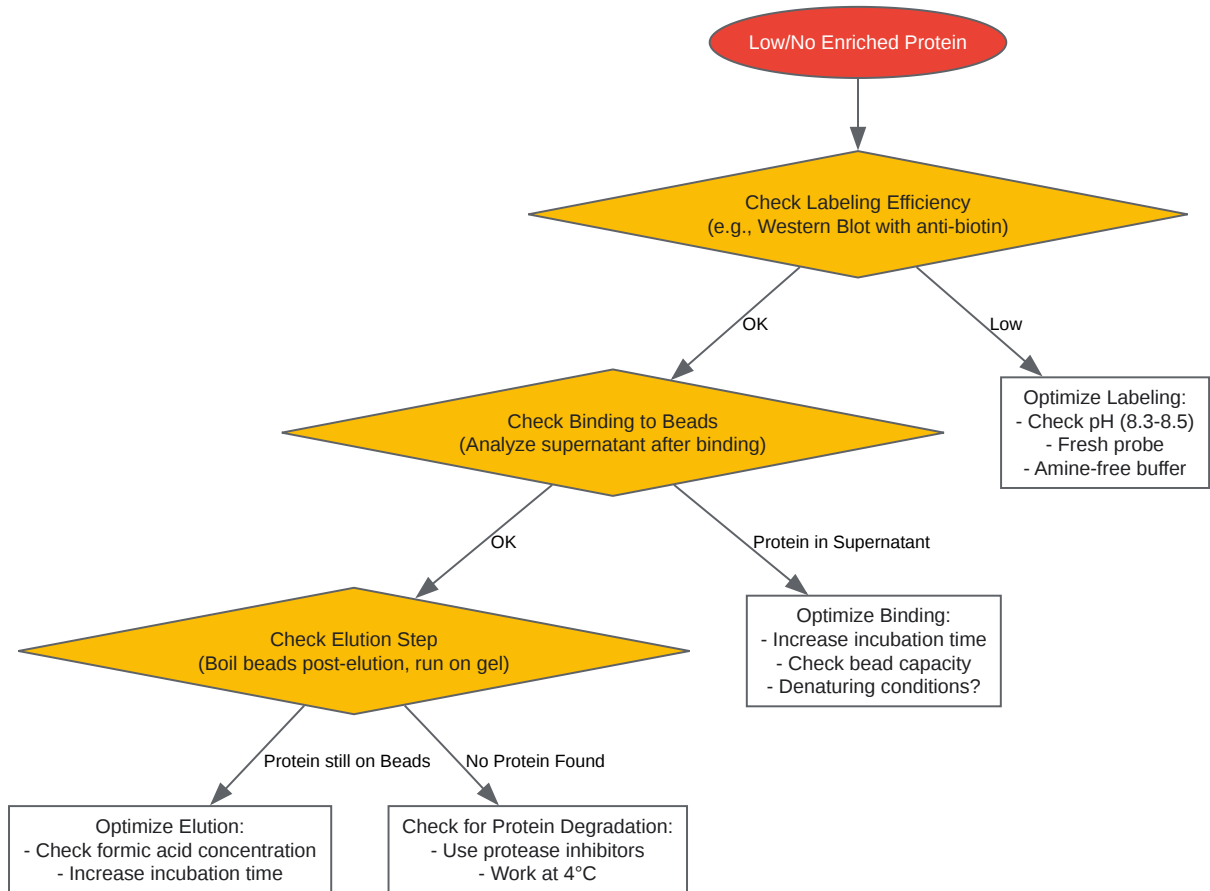 Low/No Enriched Protein
Check Labeling Efficiency
(e.g., Western Blot with anti-biotin)
OK
Low
Optimize Labeling:
- Check pH (8.3-8.5)
- Fresh probe
- Amine-free buffer
Check Binding to Beads
(Analyze supernatant after binding)
OK
Protein in Supernatant
Optimize Binding:
- Increase incubation time
- Check bead capacity
- Denaturing conditions?
Check Elution Step
(Boil beads post-elution, run on gel)
Protein still on Beads
No Protein Found
Optimize Elution:
- Check formic acid concentration
- Increase incubation time
Check for Protein Degradation:
- Use protease inhibitors
- Work at 4°C